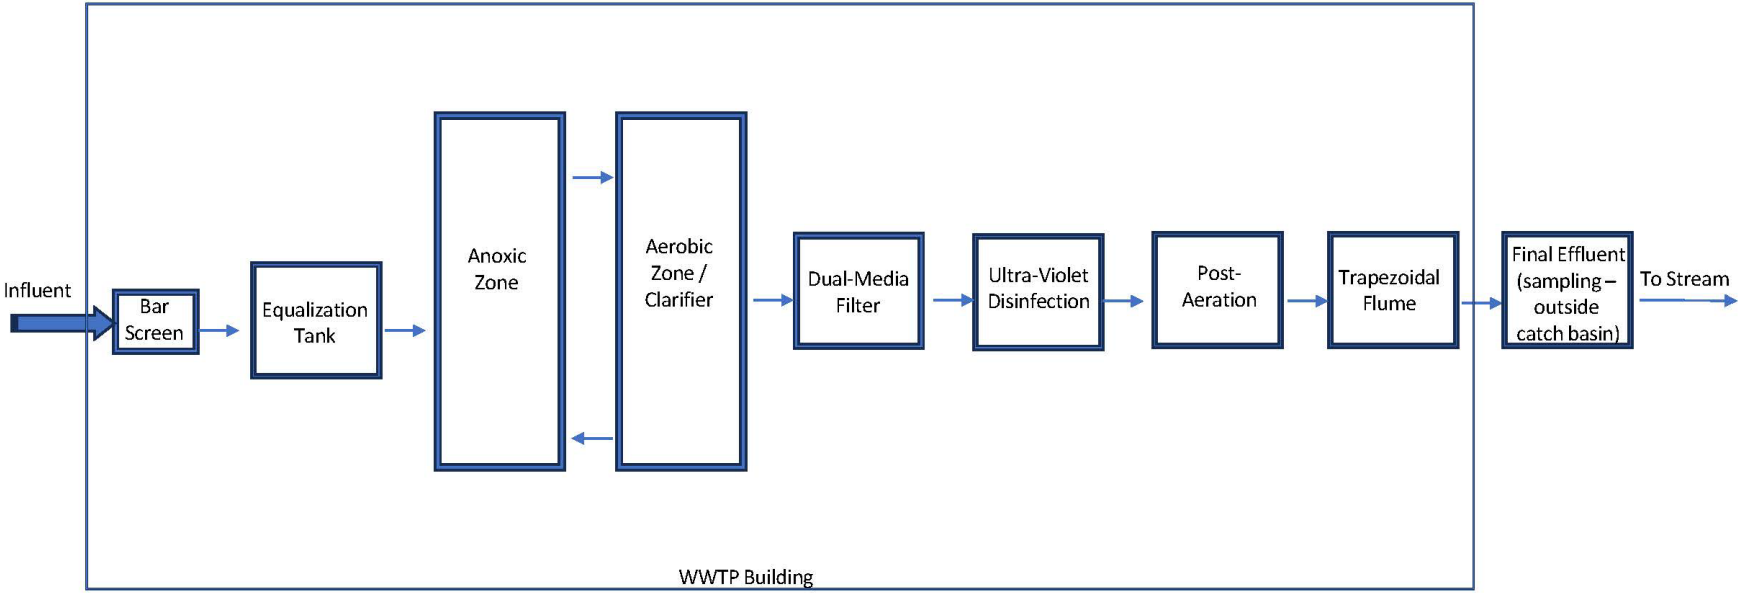 Influent
Bar
Screen
Equalization
Tank
Anoxic
Zone
Aerobic
Zone /
Clarifier
Dual-Media
Filter
Ultra-Violet
Disinfection
Post-
Aeration
Trapezoidal
Flume
Final Effluent
(sampling –
outside
catch basin)
To Stream
WWTP Building